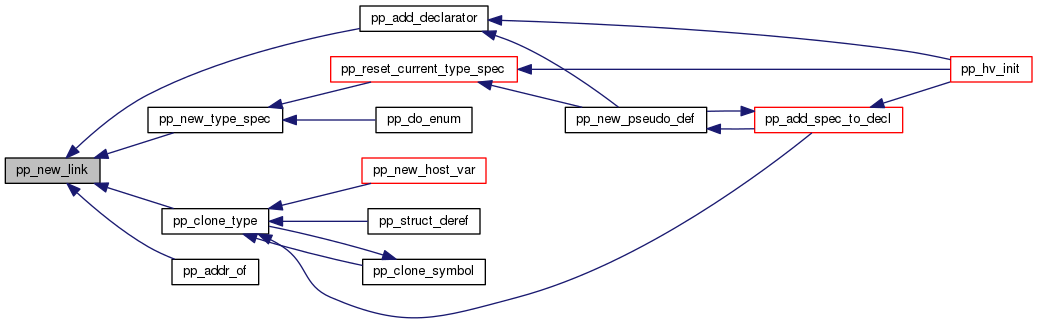 pp_add_declarator
pp_reset_current_type_spec
pp_hv_init
pp_new_type_spec
pp_do_enum
pp_new_pseudo_def
pp_add_spec_to_decl
pp_new_link
pp_new_host_var
pp_clone_type
pp_struct_deref
pp_addr_of
pp_clone_symbol